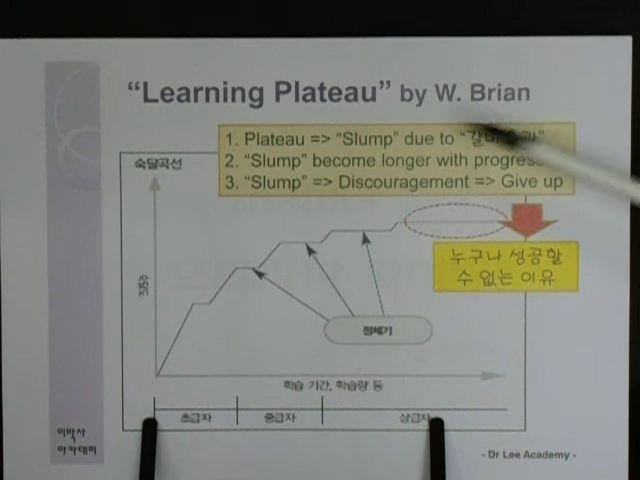 “Learning Plateau” by W. Brian
1. Plateau => “Slump” due to
2. “Slump” become longer with
3. “Slump” => Discouragement => Give up
숙달곡선
누구나 성공할
수 없는 이유
정체기
학습 기간, 학습량 등
초급자 중급자 상급자
이박사
아카데미
- Dr Lee Academy -